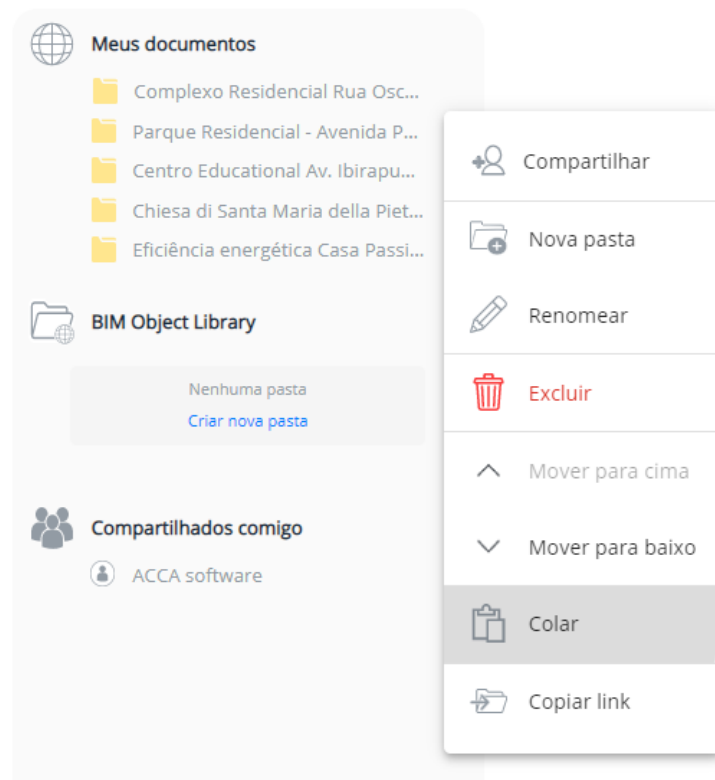 Meus documentos
Complexo Residencial Rua Osc...
Parque Residencial - Avenida P...
Centro Educational Av. Ibirapu...
Chiesa di Santa Maria della Piet...
Eficiência energética Casa Passi...
BIM Object Library
Nenhuma pasta
Criar nova pasta
Compartilhados comigo
ACCA software
Compartilhar
Nova pasta
Renomear
Excluir
Mover para cima
Mover para baixo
Colar
Copiar link